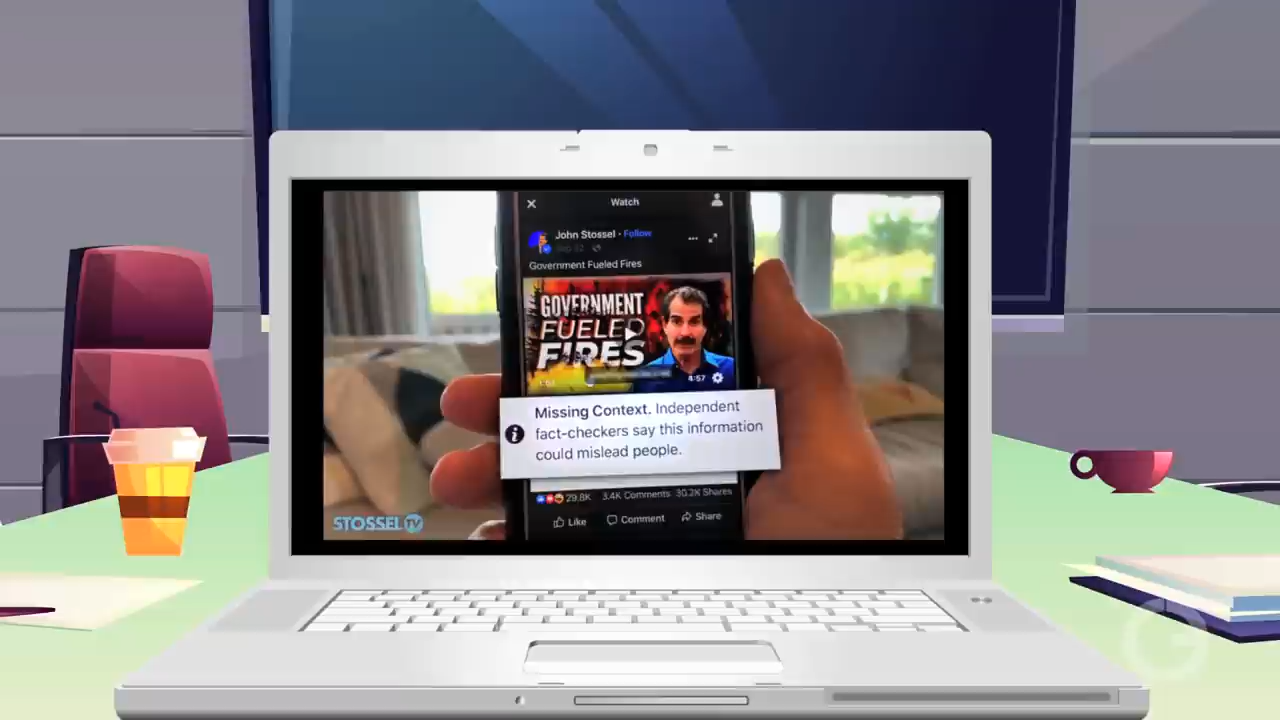 Watch
John Stossel · Follow
Government Fueled Fires
GOVERNMENT
FUELED
FIRES
4:57
Missing Context. Independent
fact-checkers say this information
could mislead people.
29.8K 3.4K Comments 30.2K Shares
Like Comment Share
STOSSEL TV
G